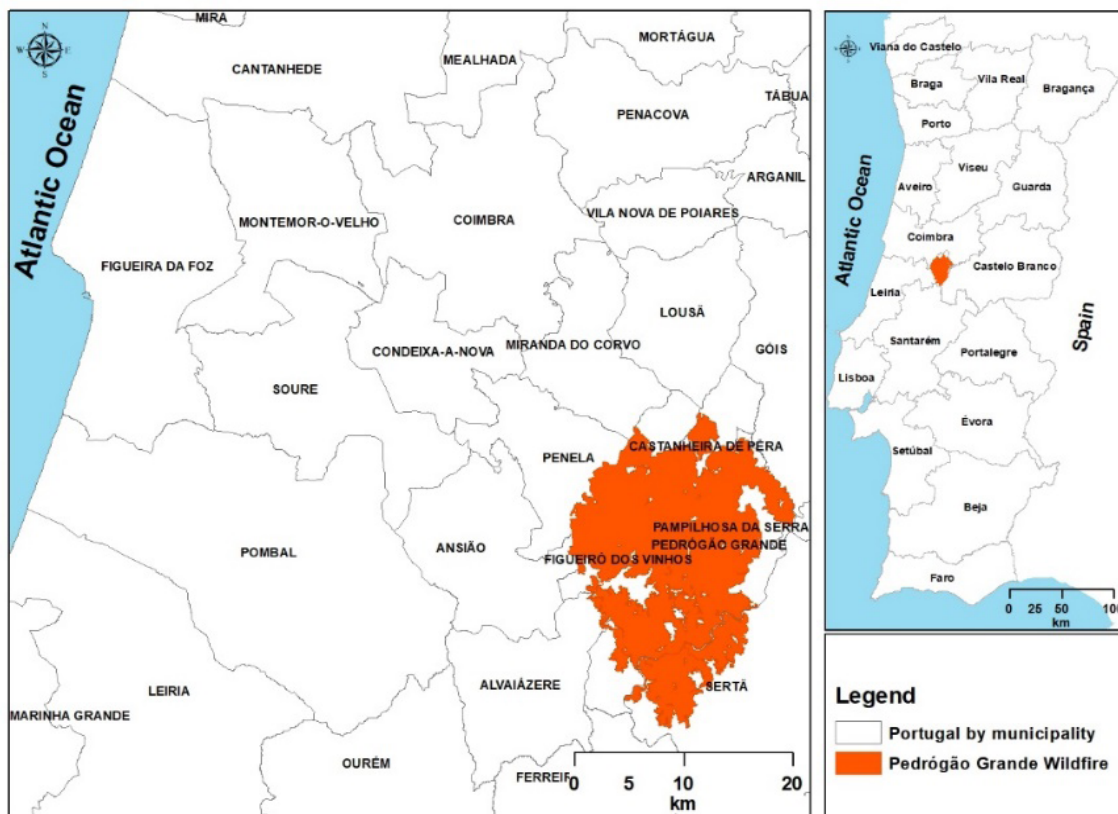 MIRA
MORTÁGUA
MEALHADA
CANTANHEDE
TÁBUA
PENACOVA
ARGANIL
VILA NOVA DE POIARES
COIMBRA
MONTEMOR-O-VELHO
Atlantic Ocean
FIGUEIRA DA FOZ
LOUSÃ
MIRANDA DO CORVO
CONDEIXA-A-NOVA
GÓIS
SOURE
CASTANHEIRA DE PÊRA
PENELA
PAMPILHOSA DA SERRA
PEDRÓGÃO GRANDE
ANSIÃO
POMBAL
FIGUEIRÓ DOS VINHOS
ALVAIÁZERE
SERTÃ
LEIRIA
MARINHA GRANDE
OURÉM
FERREIR
0 5 10 20
km
N
W E
S
Viana do Castelo
Vila Real
Bragança
Braga
Porto
Viseu
Aveiro
Guarda
Atlantic Ocean
Coimbra
Castelo Branco
Leiria
Spain
Santarém
Portalegre
Lisboa
Évora
Setúbal
Beja
Faro
0 25 50 100
km
Legend
Portugal by municipality
Pedrógão Grande Wildfire